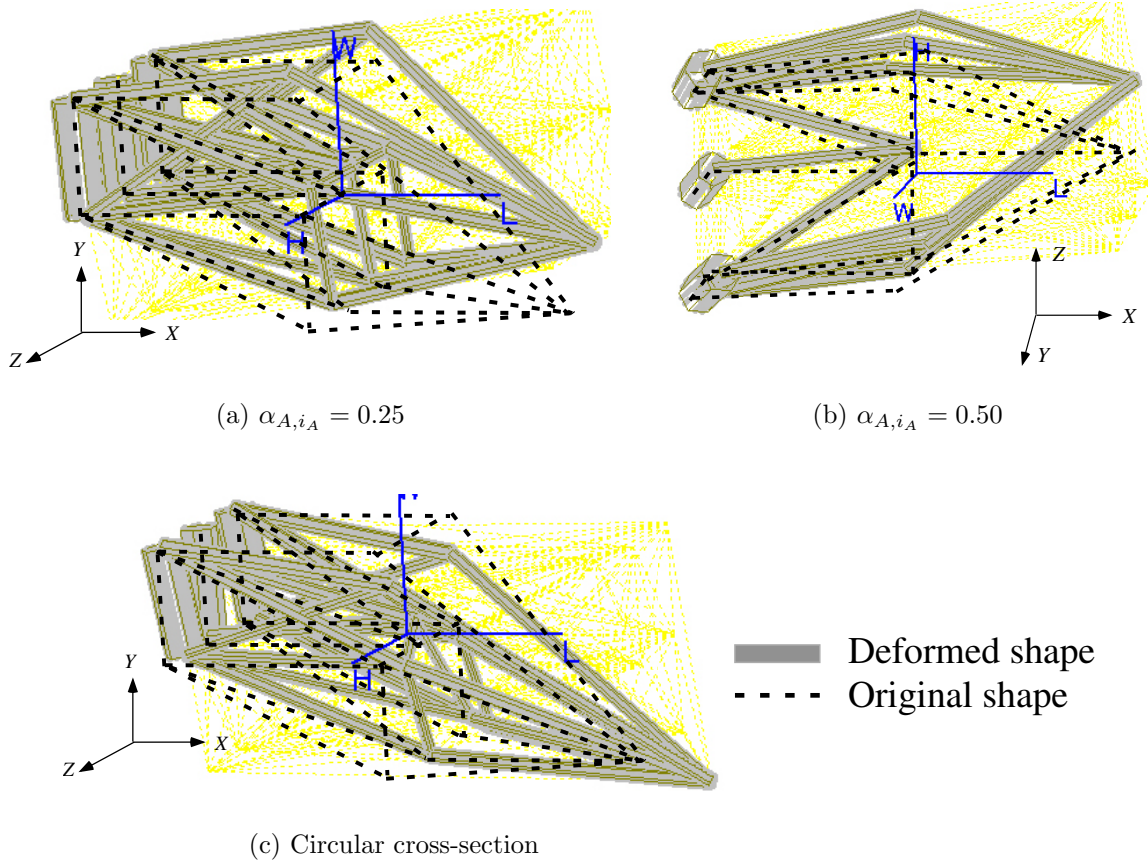 W
L
H
Y
X
Z
(a) α_{A,i_A} = 0.25
H
L
W
Z
X
Y
(b) α_{A,i_A} = 0.50
L
H
Y
X
Z
Deformed shape
Original shape
(c) Circular cross-section